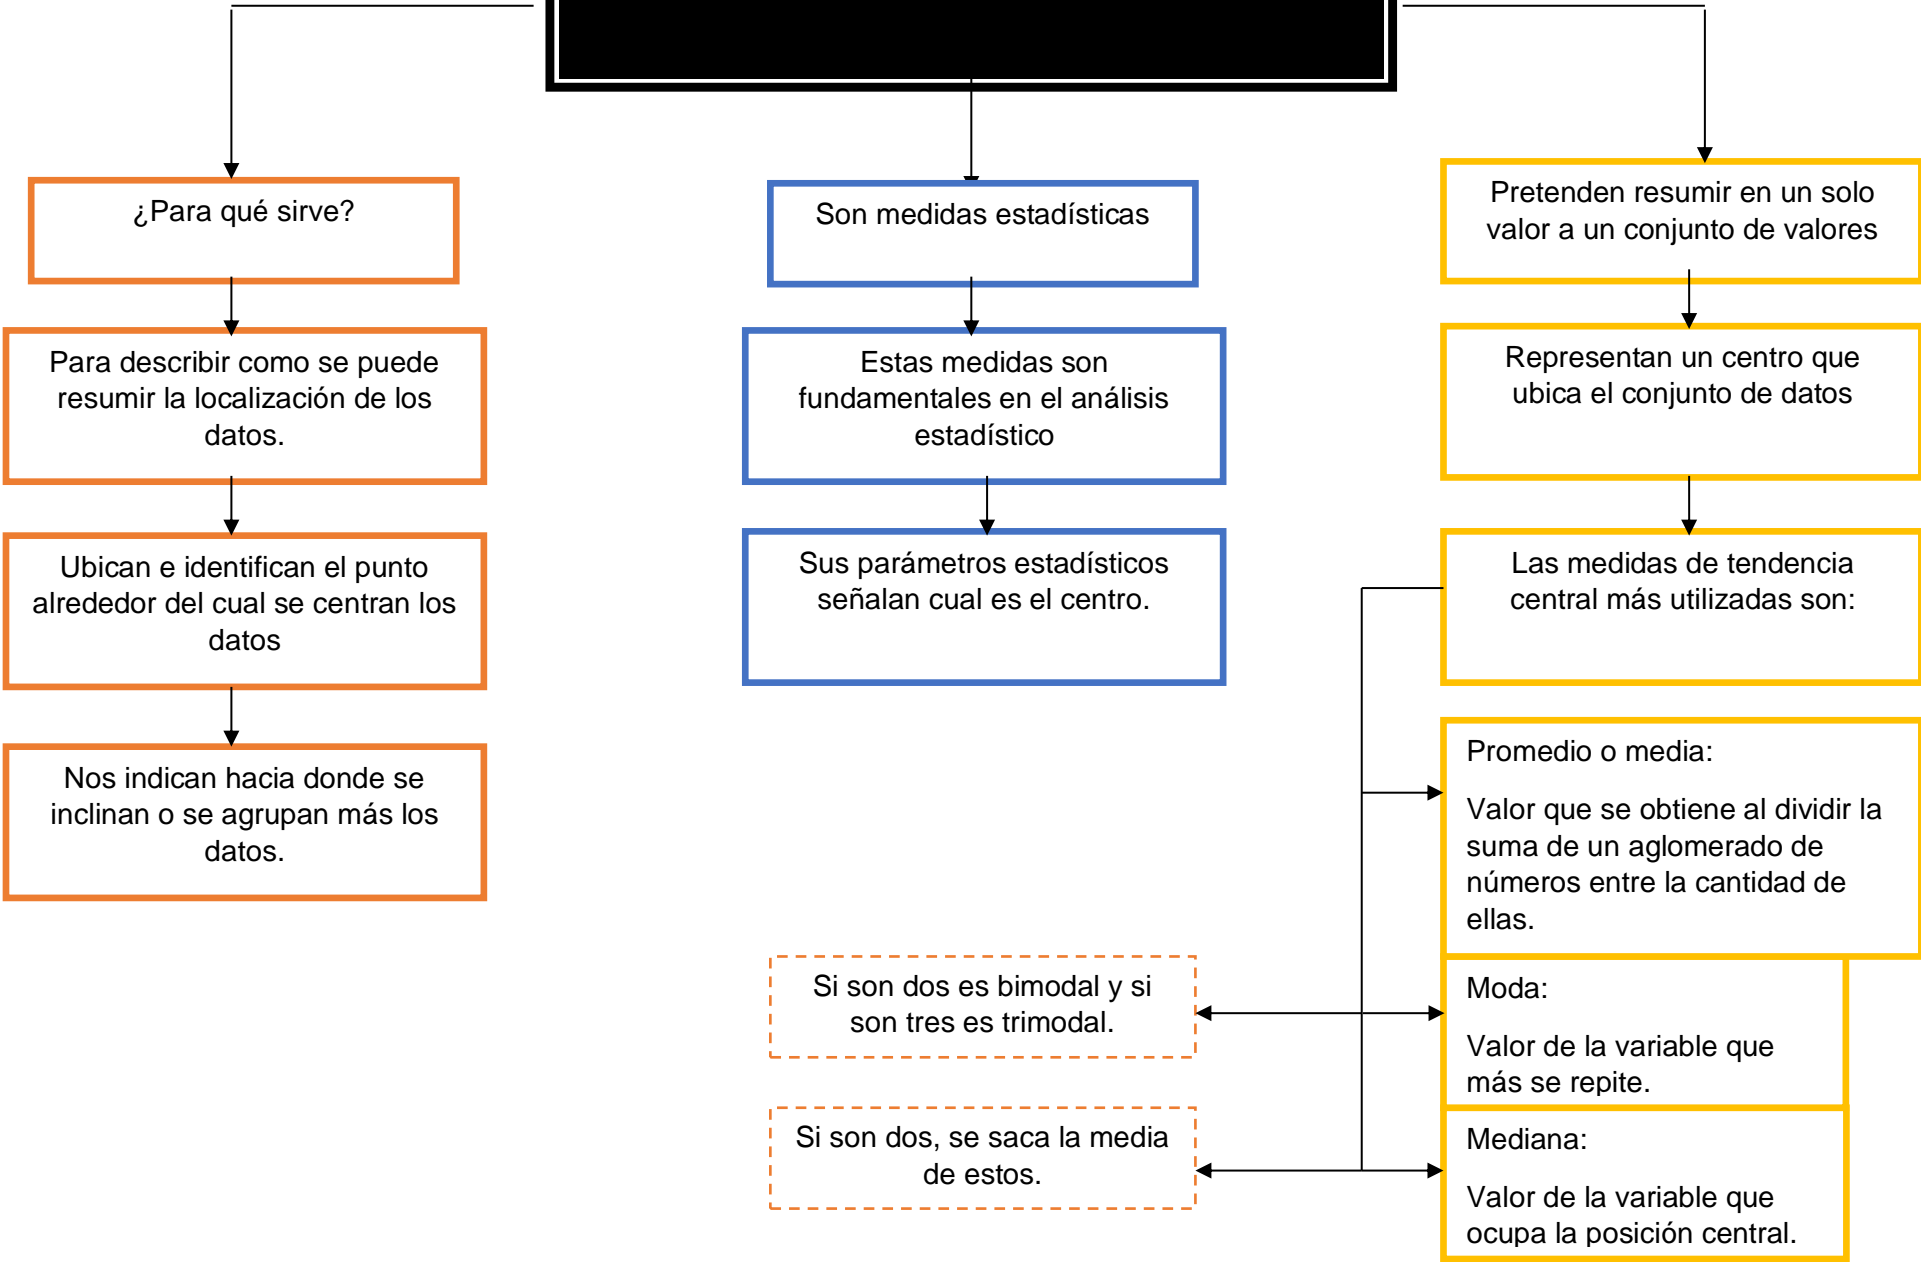 ¿Para qué sirve?
Para describir como se puede
resumir la localización de los
datos.
Ubican e identifican el punto
alrededor del cual se centran los
datos
Nos indican hacia donde se
inclinan o se agrupan más los
datos.
Son medidas estadísticas
Estas medidas son
fundamentales en el análisis
estadístico
Sus parámetros estadísticos
señalan cual es el centro.
Pretenden resumir en un solo
valor a un conjunto de valores
Representan un centro que
ubica el conjunto de datos
Las medidas de tendencia
central más utilizadas son:
Promedio o media:
Valor que se obtiene al dividir la
suma de un aglomerado de
números entre la cantidad de
ellas.
Si son dos es bimodal y si
son tres es trimodal.
Moda:
Valor de la variable que
más se repite.
Si son dos, se saca la media
de estos.
Mediana:
Valor de la variable que
ocupa la posición central.